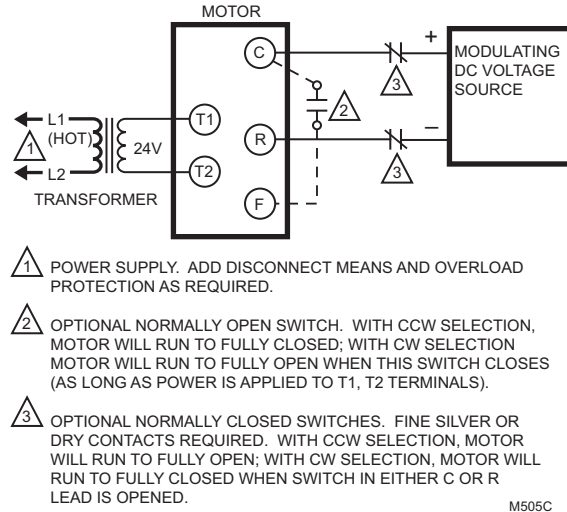 MOTOR
C
+
MODULATING
DC VOLTAGE
SOURCE
3
2
L1
(HOT)
1
L2
24V
TRANSFORMER
T1
T2
R
–
3
F
1 POWER SUPPLY. ADD DISCONNECT MEANS AND OVERLOAD
PROTECTION AS REQUIRED.
2 OPTIONAL NORMALLY OPEN SWITCH. WITH CCW SELECTION,
MOTOR WILL RUN TO FULLY CLOSED; WITH CW SELECTION
MOTOR WILL RUN TO FULLY OPEN WHEN THIS SWITCH CLOSES
(AS LONG AS POWER IS APPLIED TO T1, T2 TERMINALS).
3 OPTIONAL NORMALLY CLOSED SWITCHES. FINE SILVER OR
DRY CONTACTS REQUIRED. WITH CCW SELECTION, MOTOR
WILL RUN TO FULLY OPEN; WITH CW SELECTION, MOTOR WILL
RUN TO FULLY CLOSED WHEN SWITCH IN EITHER C OR R
LEAD IS OPENED.
M505C